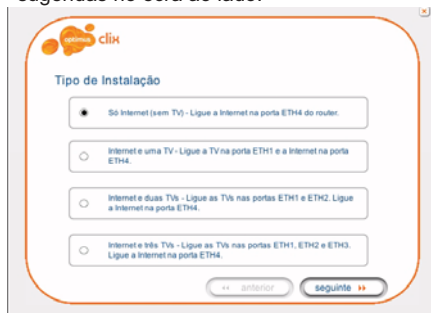 sugeridas no ecrã ao lado.
optimus clix
Tipo de Instalação
Só Internet (sem TV) - Ligue a Internet na porta ETH4 do router.
Internet e uma TV - Ligue a TV na porta ETH1 e a Internet na porta
ETH4.
Internet e duas TVs - Ligue as TVs nas portas ETH1 e ETH2. Ligue
a Internet na porta ETH4.
Internet e três TVs - Ligue as TVs nas portas ETH1, ETH2 e ETH3.
Ligue a Internet na porta ETH4.
anterior
seguinte